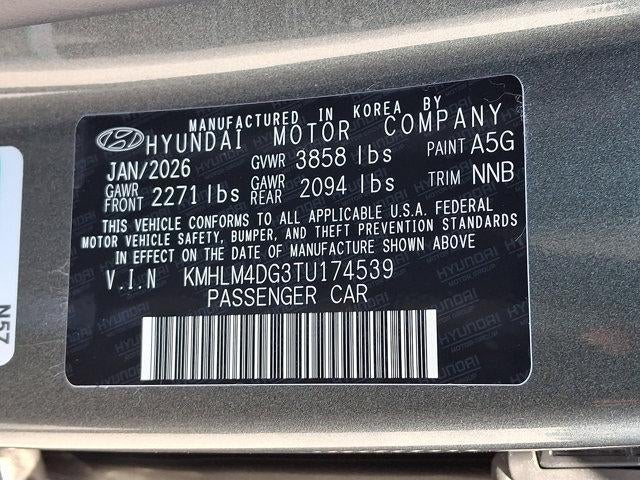 MANUFACTURED IN KOREA BY
HYUNDAI MOTOR COMPANY
JAN/2026 GVWR 3858 lbs PAINT A5G
GAWR FRONT 2271 lbs GAWR REAR 2094 lbs TRIM NNB
THIS VEHICLE CONFORMS TO ALL APPLICABLE U.S.A. FEDERAL
MOTOR VEHICLE SAFETY, BUMPER, AND THEFT PREVENTION STANDARDS
IN EFFECT ON THE DATE OF MANUFACTURE SHOWN ABOVE
V.I.N KMHLM4DG3TU174539
PASSENGER CAR
N57